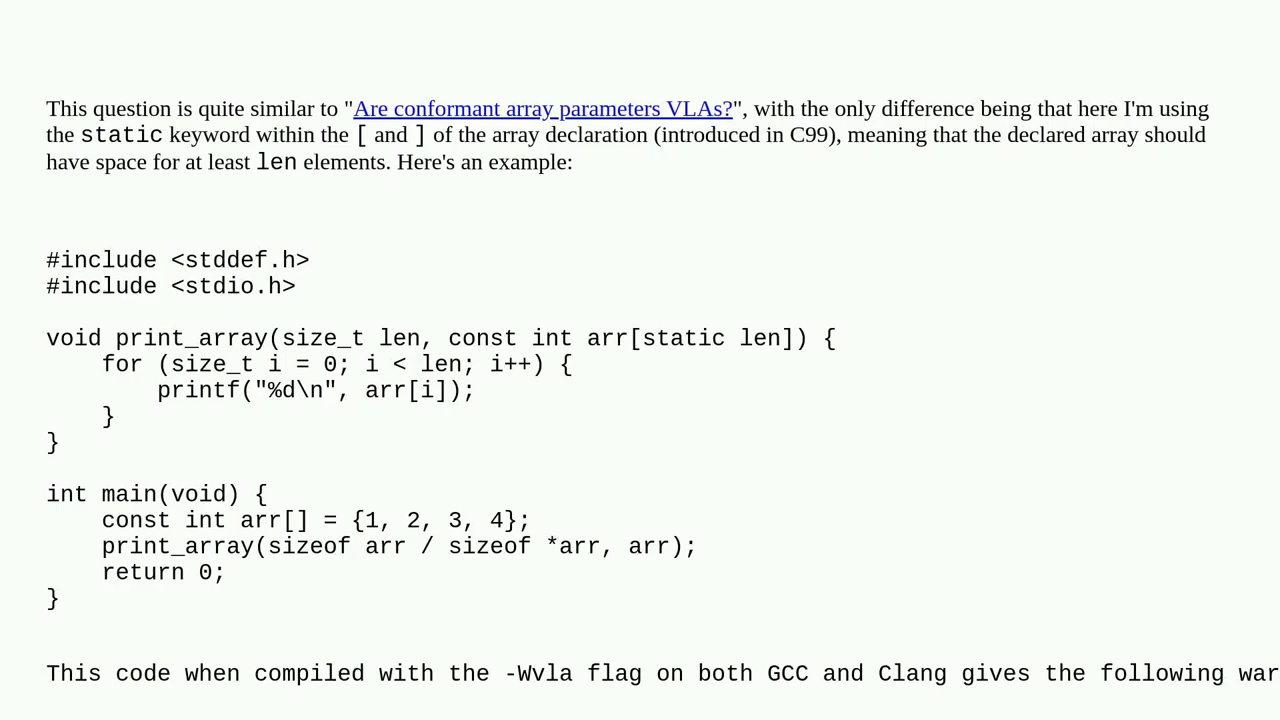 This question is quite similar to "Are conformant array parameters VLAs?", with the only difference being that here I'm using
the static keyword within the [ and ] of the array declaration (introduced in C99), meaning that the declared array should
have space for at least len elements. Here's an example:
#include <stddef.h>
#include <stdio.h>
void print_array(size_t len, const int arr[static len]) {
    for (size_t i = 0; i < len; i++) {
        printf("%d\n", arr[i]);
    }
}
int main(void) {
    const int arr[] = {1, 2, 3, 4};
    print_array(sizeof arr / sizeof *arr, arr);
    return 0;
}
This code when compiled with the -Wvla flag on both GCC and Clang gives the following war